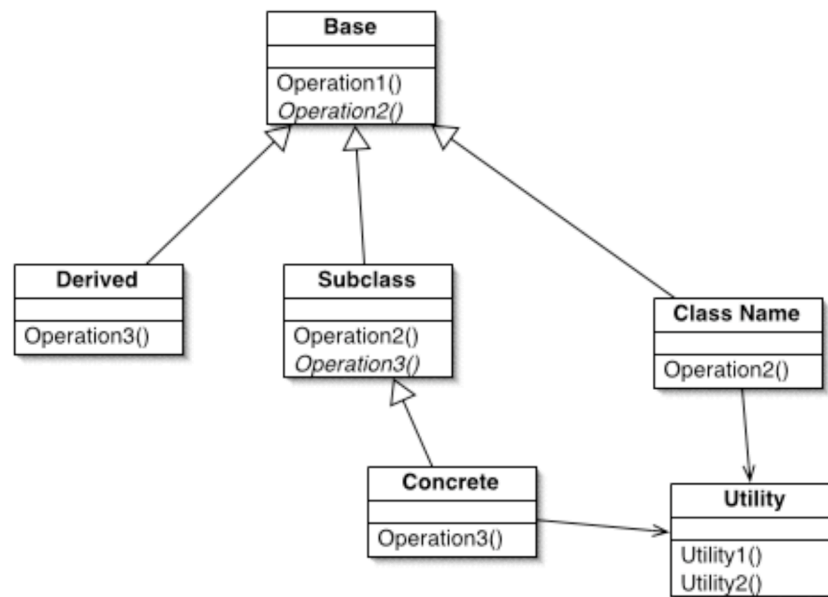 Base
Operation1()
Operation2()
Derived
Operation3()
Subclass
Operation2()
Operation3()
Class Name
Operation2()
Concrete
Operation3()
Utility
Utility1()
Utility2()